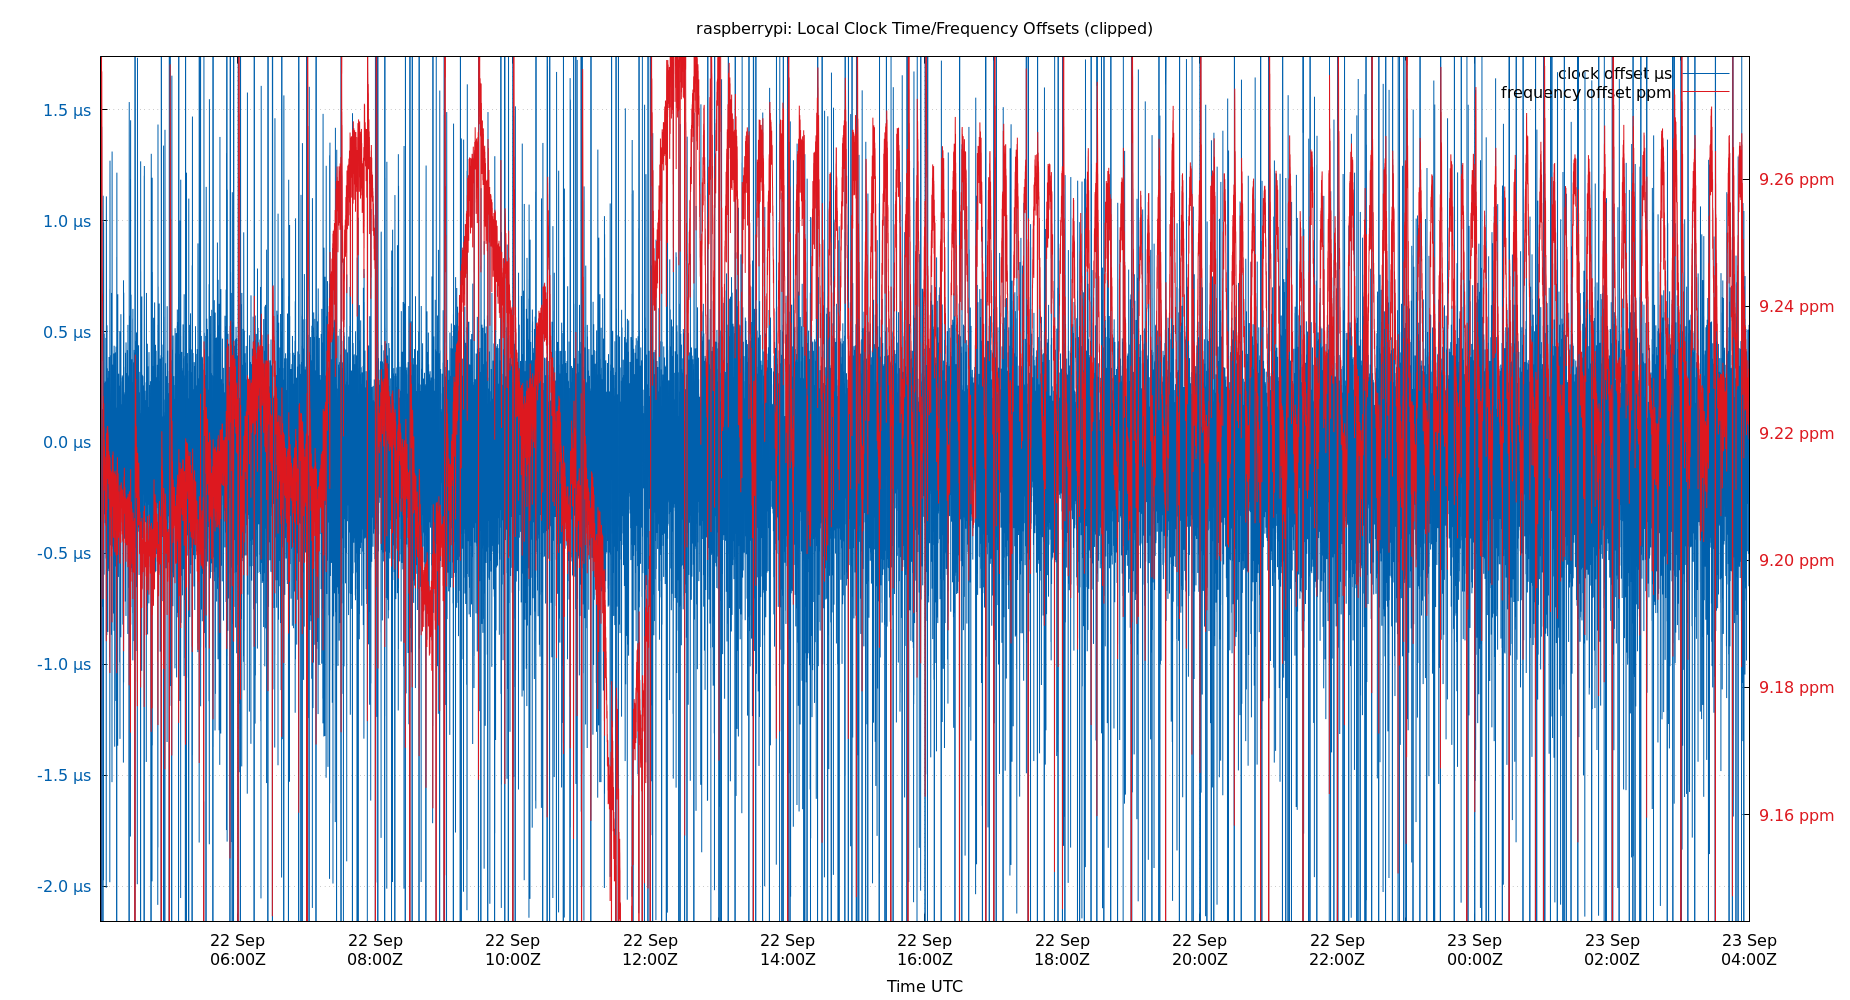 raspberrypi: Local Clock Time/Frequency Offsets (clipped)
clock offset µs
frequency offset ppm
1.5 µs
1.0 µs
0.5 µs
0.0 µs
-0.5 µs
-1.0 µs
-1.5 µs
-2.0 µs
9.26 ppm
9.24 ppm
9.22 ppm
9.20 ppm
9.18 ppm
9.16 ppm
22 Sep 22 Sep 22 Sep 22 Sep 22 Sep 22 Sep 22 Sep 22 Sep 22 Sep 23 Sep 23 Sep 23 Sep
06:00Z 08:00Z 10:00Z 12:00Z 14:00Z 16:00Z 18:00Z 20:00Z 22:00Z 00:00Z 02:00Z 04:00Z
Time UTC